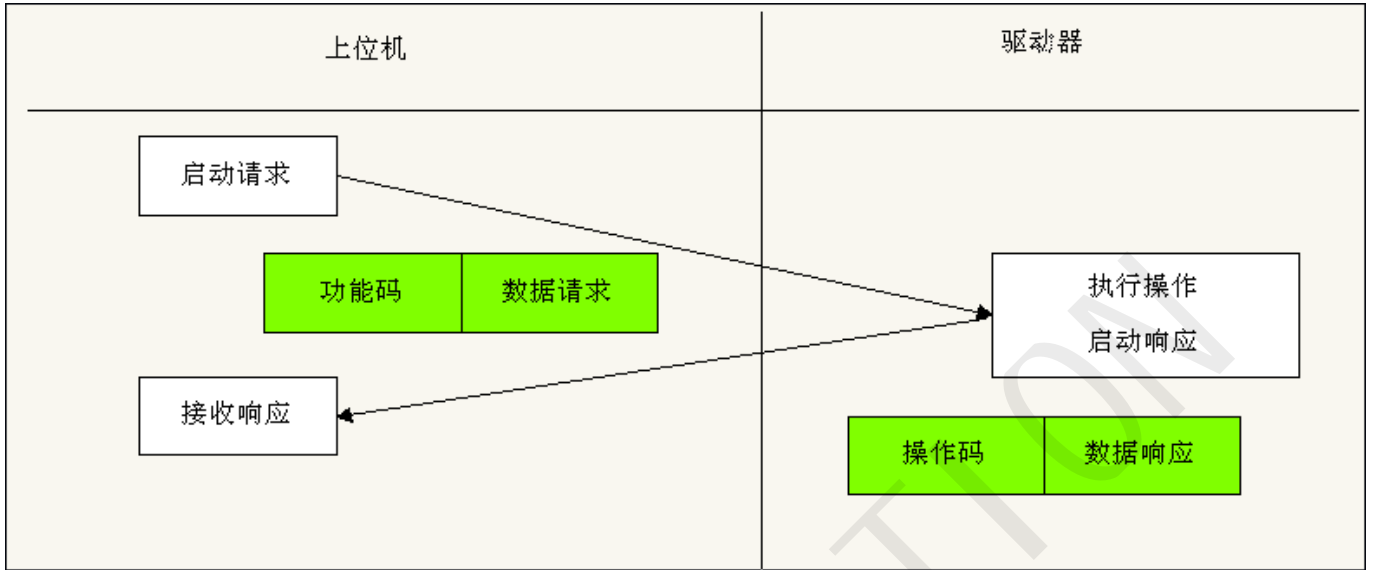 上位机
驱动器
启动请求
功能码 数据请求
执行操作
启动响应
接收响应
操作码 数据响应
TION